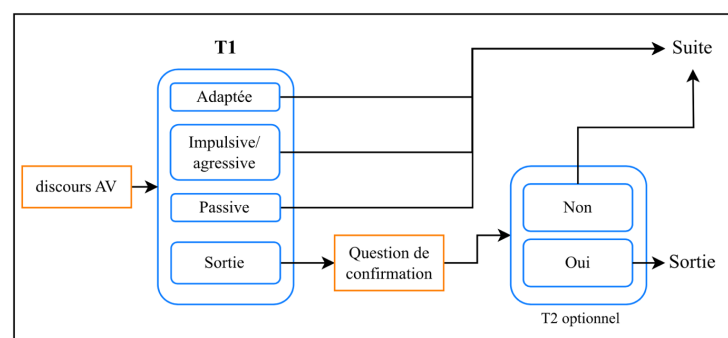 T1
Suite
Adaptée
Impulsive/
agressive
discours AV
Passive
Non
Sortie
Question de
confirmation
Oui
Sortie
T2 optionnel